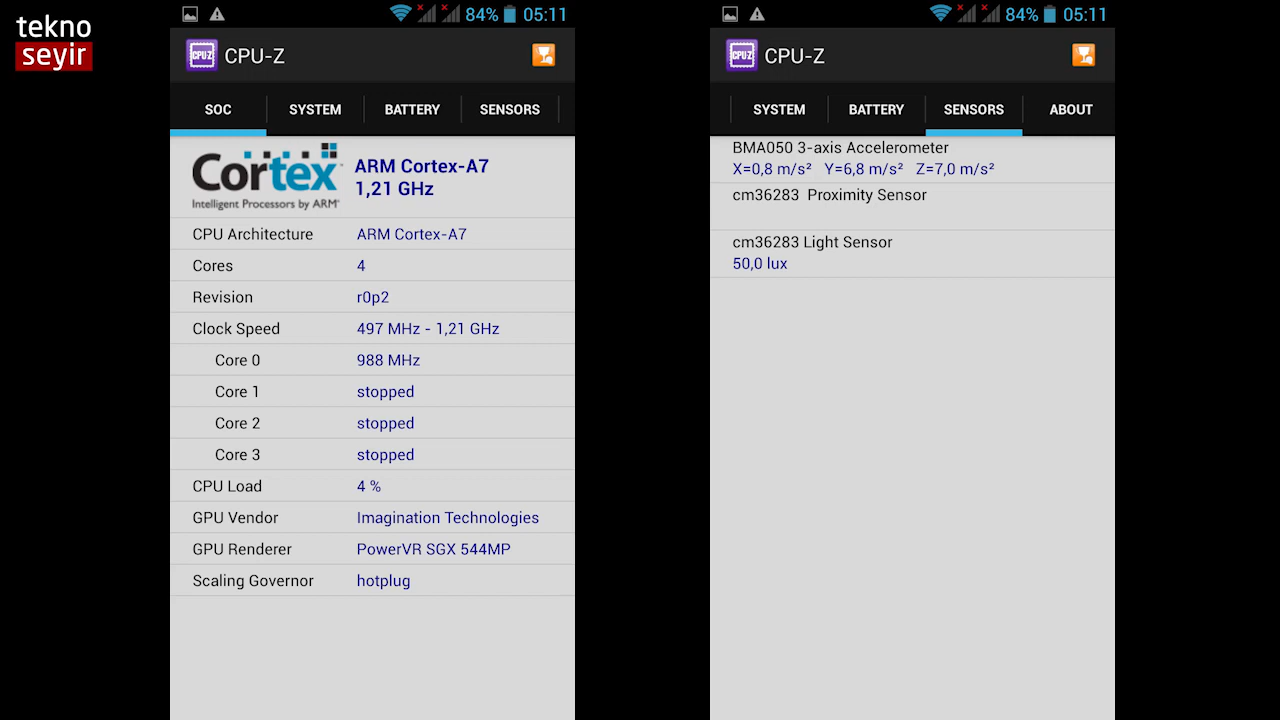 tekno
seyir
84% 05:11
CPU-Z CPU-Z
SOC SYSTEM BATTERY SENSORS
Cortex
Intelligent Processors by ARM®
ARM Cortex-A7
1,21 GHz
CPU Architecture ARM Cortex-A7
Cores 4
Revision r0p2
Clock Speed 497 MHz - 1,21 GHz
Core 0 988 MHz
Core 1 stopped
Core 2 stopped
Core 3 stopped
CPU Load 4 %
GPU Vendor Imagination Technologies
GPU Renderer PowerVR SGX 544MP
Scaling Governor hotplug
84% 05:11
CPU-Z CPU-Z
SYSTEM BATTERY SENSORS ABOUT
BMA050 3-axis Accelerometer
X=0,8 m/s² Y=6,8 m/s² Z=7,0 m/s²
cm36283 Proximity Sensor
cm36283 Light Sensor
50,0 lux